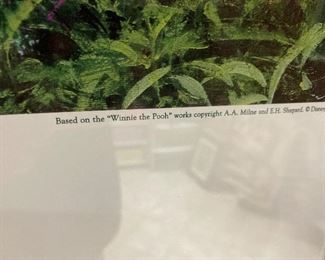 Based on the "Winnie the Pooh" works copyright A.A. Milne and E.H. Shepard. ©Disney